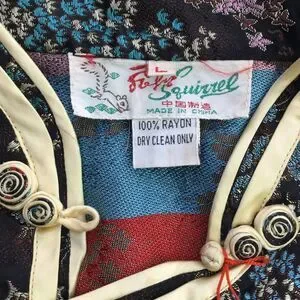 L
Squirrel
中国制造
MADE IN CHINA
100% RAYON
DRY CLEAN ONLY